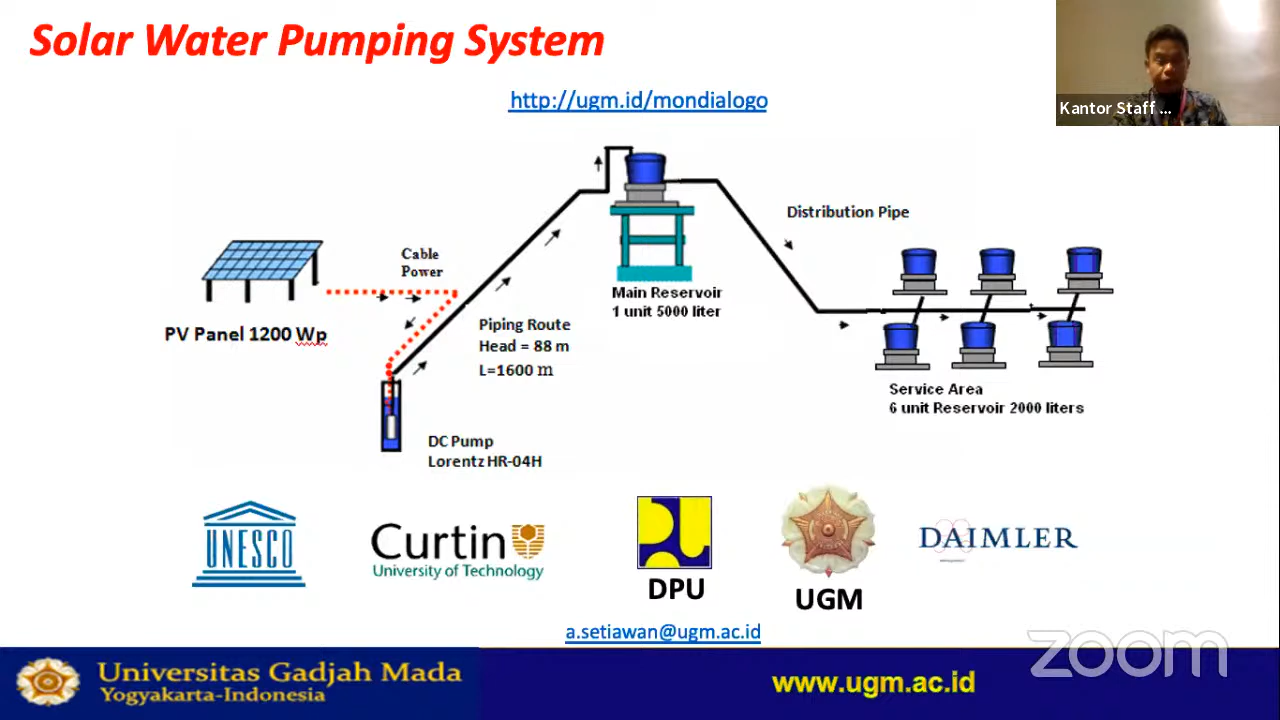 Solar Water Pumping System
Kantor Staff ...
http://ugm.id/mondialogo
Distribution Pipe
Cable
Power
Main Reservoir
1 unit 5000 liter
PV Panel 1200 Wp
Piping Route
Head = 88 m
L=1600 m
Service Area
6 unit Reservoir 2000 liters
DC Pump
Lorentz HR-04H
UNESCO
Curtin
University of Technology
DPU
UGM
DAIMLER
a.setiawan@ugm.ac.id
zoom
Universitas Gadjah Mada
Yogyakarta-Indonesia
www.ugm.ac.id